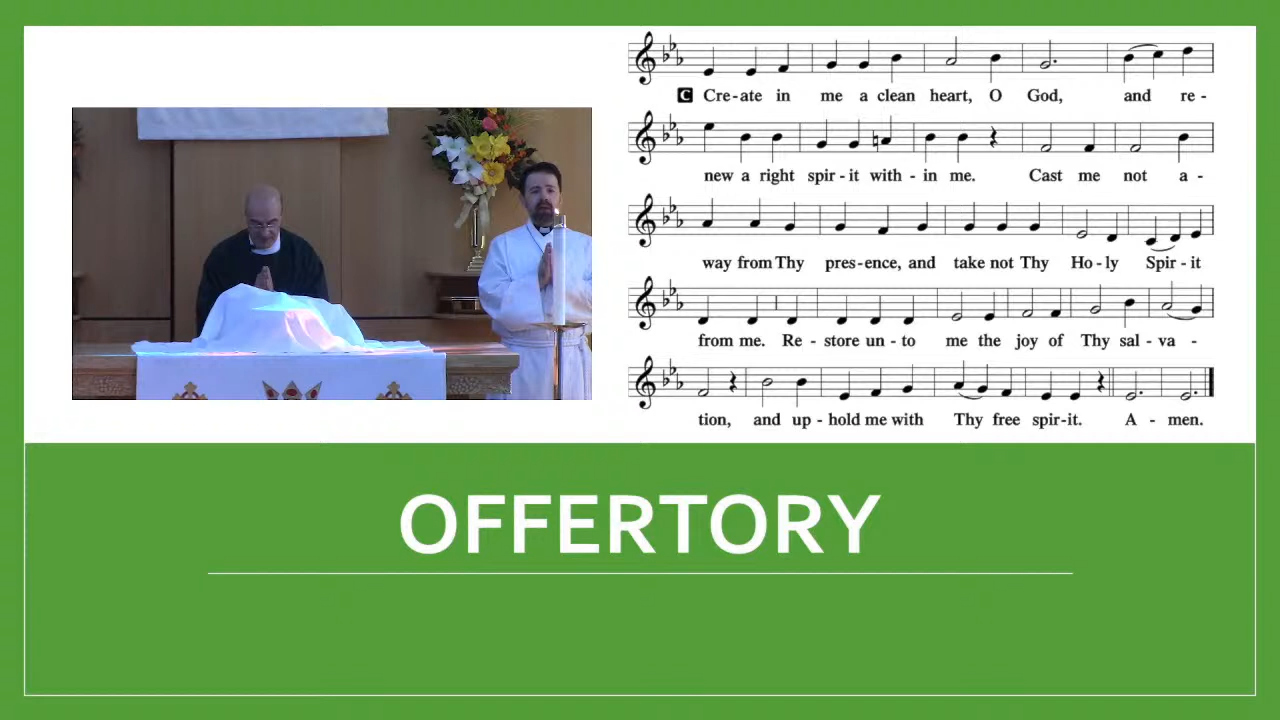 C Cre-ate in me a clean heart, O God, and re-
new a right spir-it with-in me. Cast me not a-
way from Thy pres-ence, and take not Thy Ho-ly Spir-it
from me. Re-store un-to me the joy of Thy sal-va-
tion, and up-hold me with Thy free spir-it. A-men.
OFFERTORY